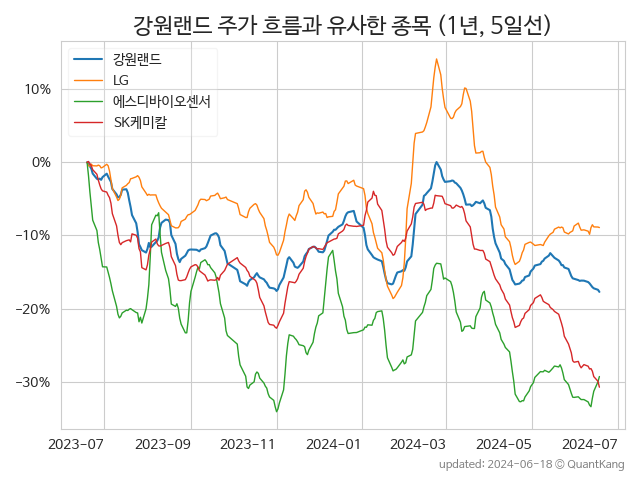 강원랜드 주가 흐름과 유사한 종목 (1년, 5일선)
강원랜드
LG
에스디바이오센서
SK케미칼
10%
0%
−10%
−20%
−30%
2023-07 2023-09 2023-11 2024-01 2024-03 2024-05 2024-07
updated: 2024-06-18 © QuantKang